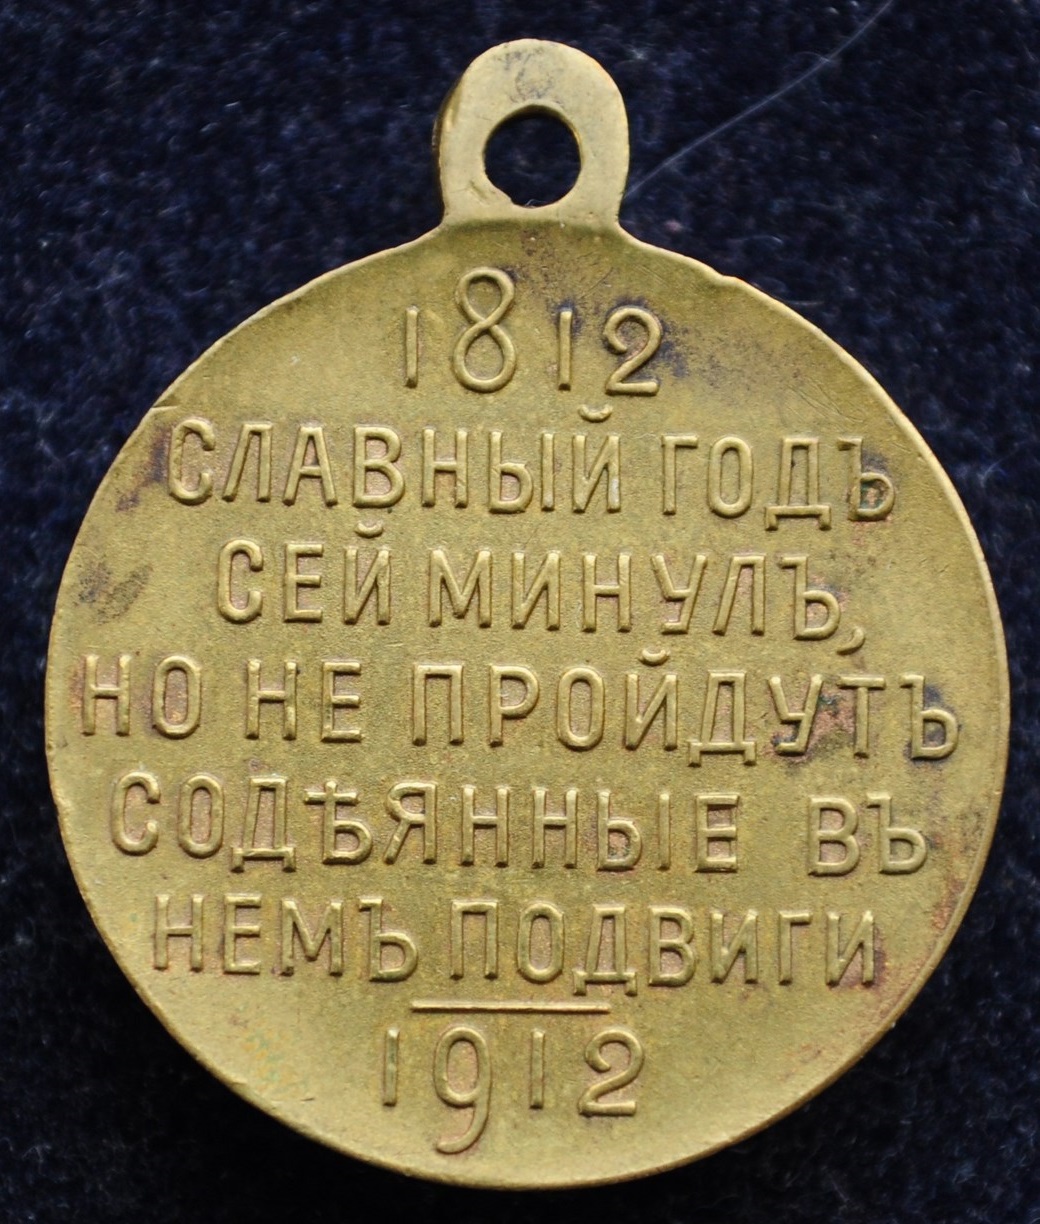 1812
СЛАВНЫЙ ГОДЪ
СЕЙ МИНУЛЪ,
НО НЕ ПРОЙДУТЪ
СОДѢЯННЫЕ ВЪ
НЕМЪ ПОДВИГИ
1912